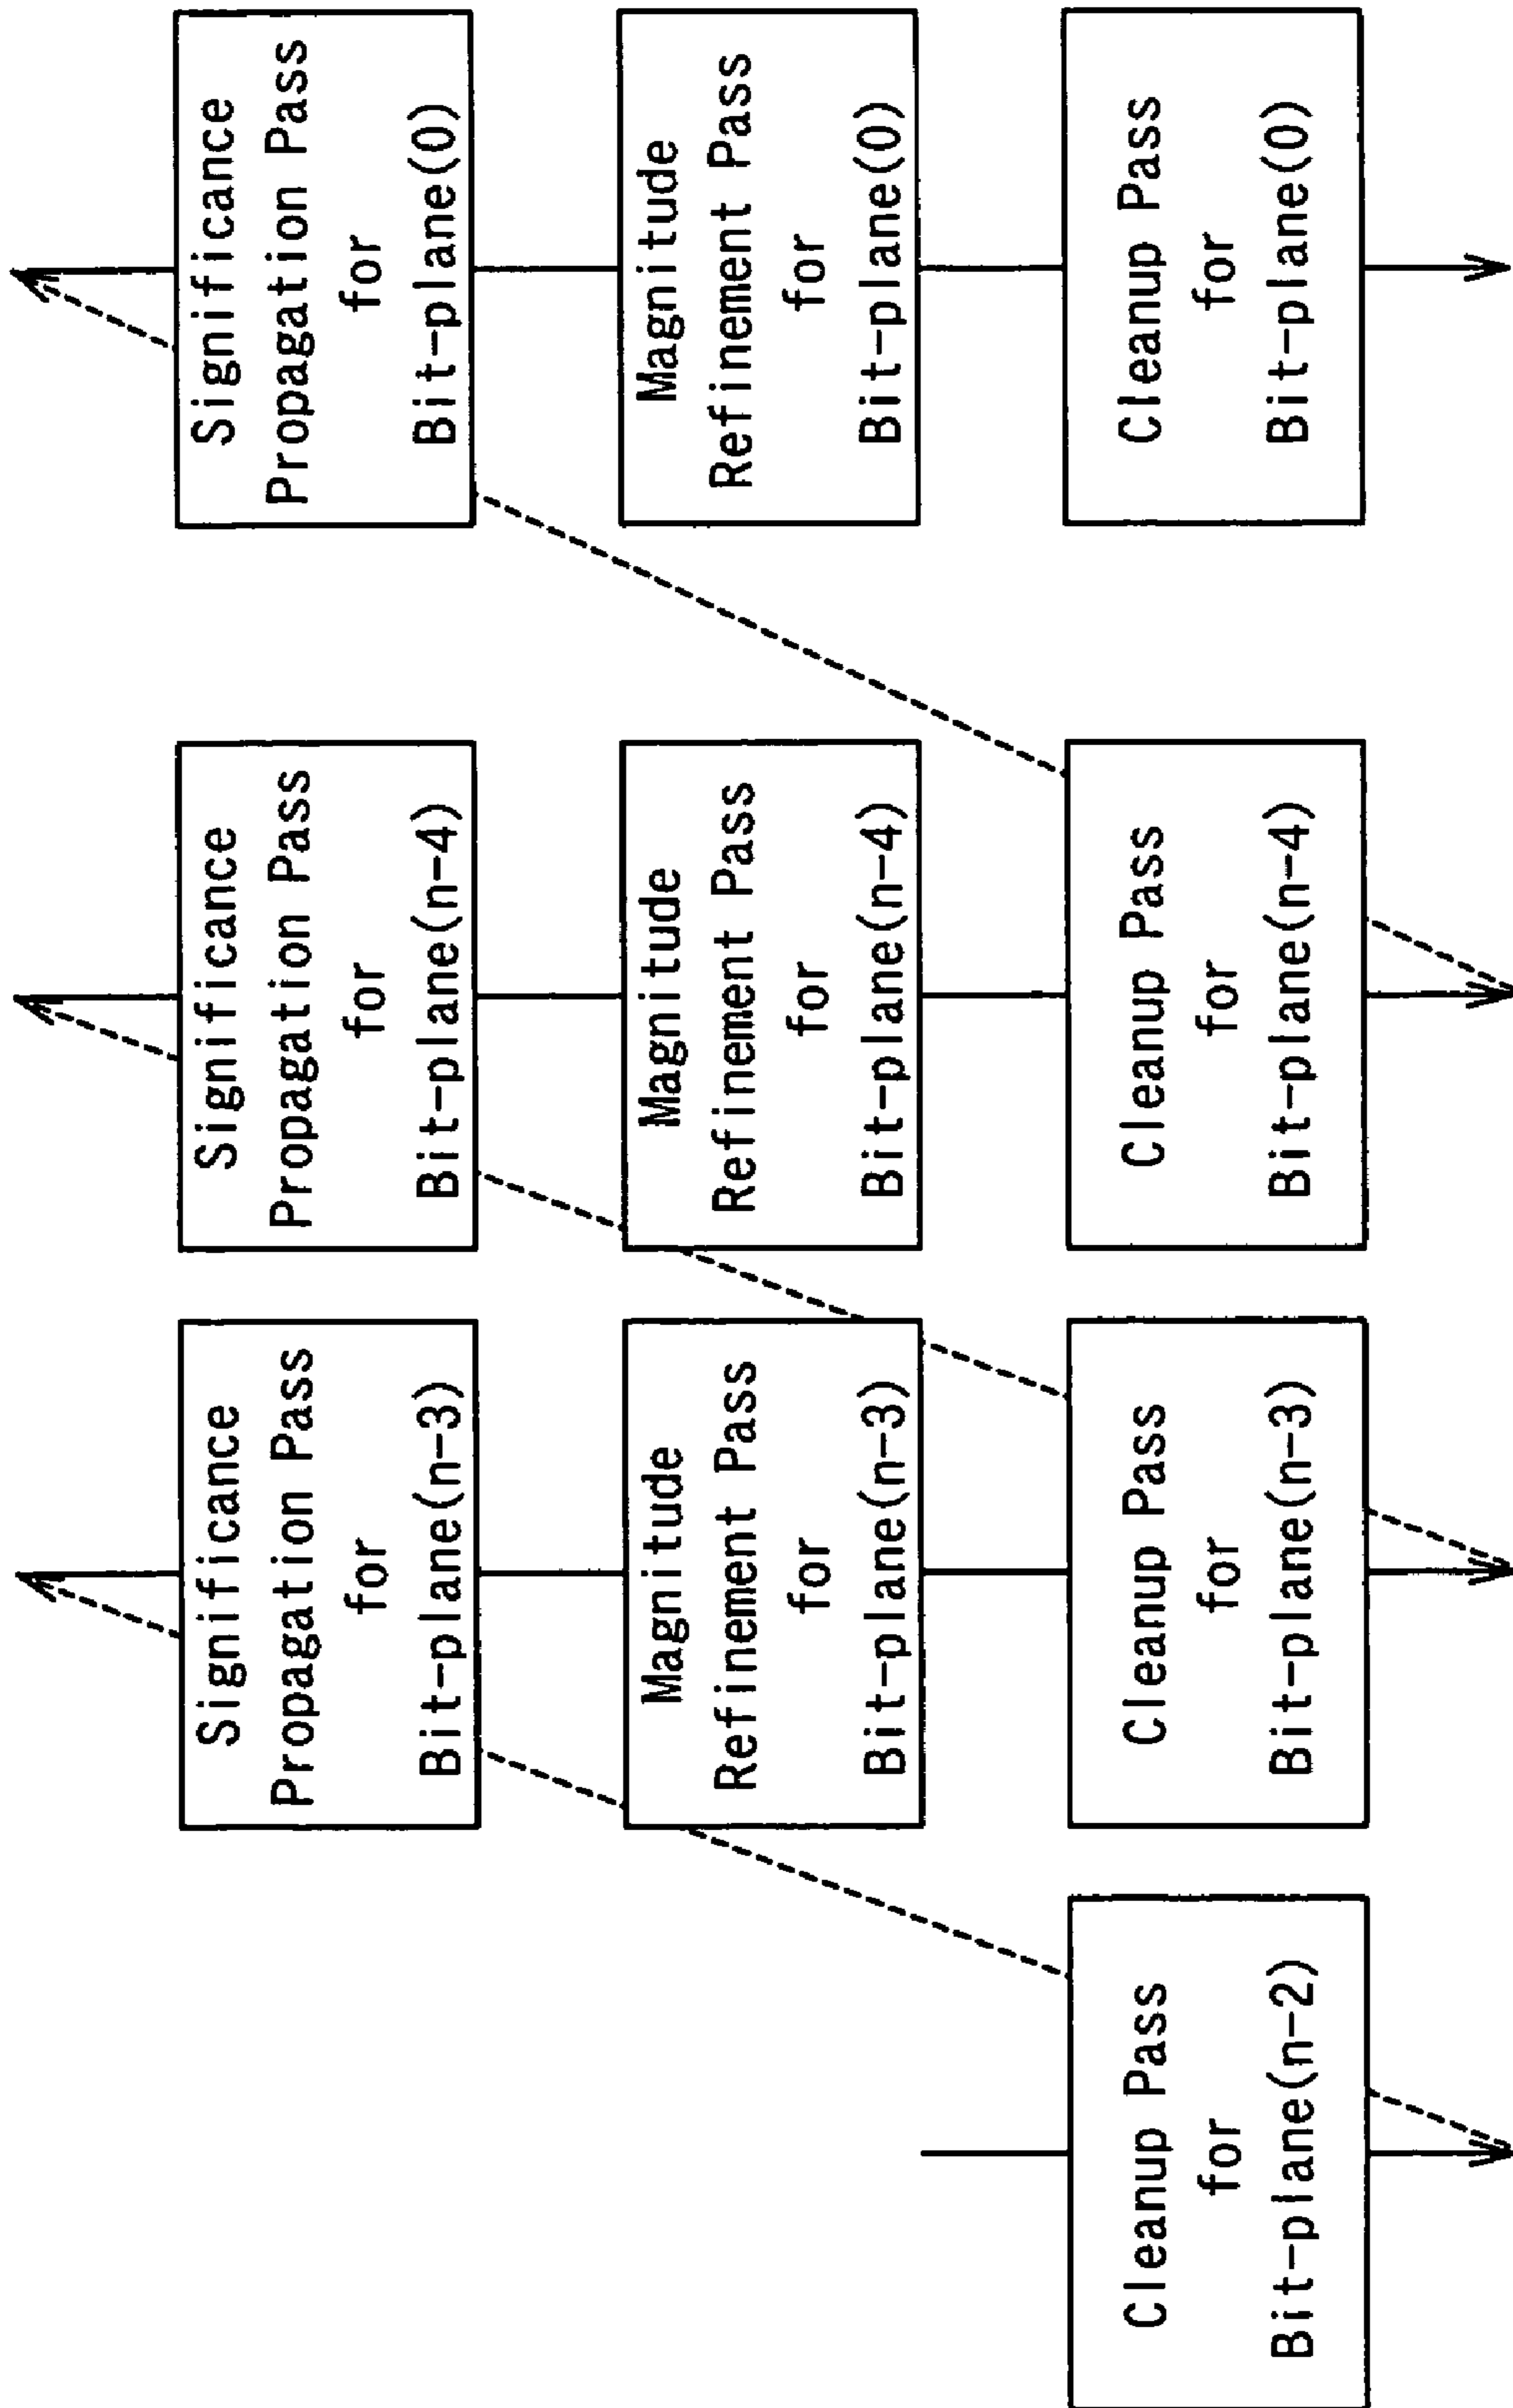 Cleanup Pass
for
Bit-plane(n-2)
Significance
Propagation Pass
for
Bit-plane(n-3)
Magnitude
Refinement Pass
for
Bit-plane(n-3)
Cleanup Pass
for
Bit-plane(n-3)
Significance
Propagation Pass
for
Bit-plane(n-4)
Magnitude
Refinement Pass
for
Bit-plane(n-4)
Cleanup Pass
for
Bit-plane(n-4)
Significance
Propagation Pass
for
Bit-plane(0)
Magnitude
Refinement Pass
for
Bit-plane(0)
Cleanup Pass
for
Bit-plane(0)